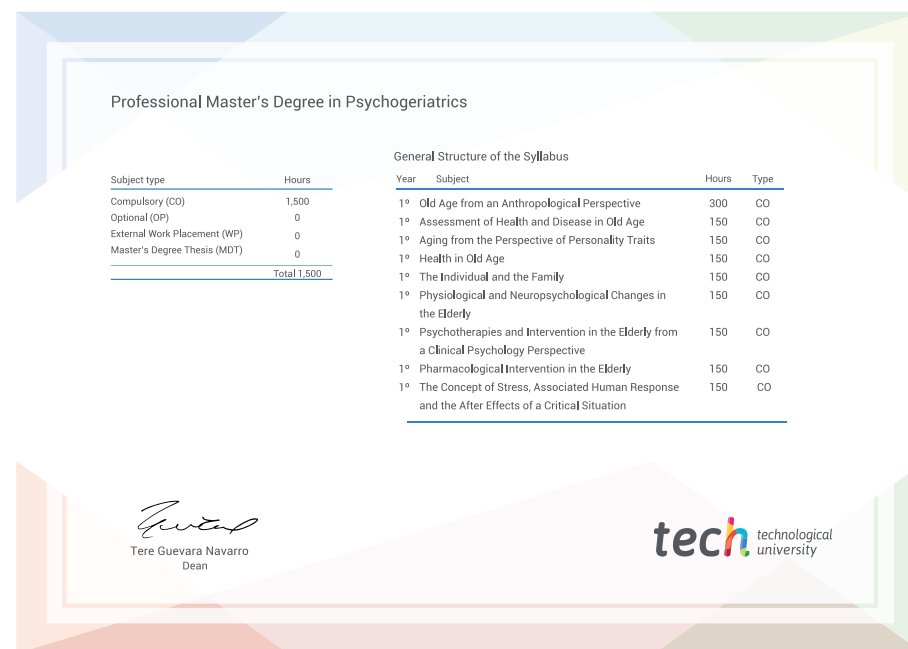 Professional Master's Degree in Psychogeriatrics
Subject type Hours
Compulsory (CO) 1,500
Optional (OP) 0
External Work Placement (WP) 0
Master's Degree Thesis (MDT) 0
Total 1,500
General Structure of the Syllabus
Year Subject Hours Type
1º Old Age from an Anthropological Perspective 300 CO
1º Assessment of Health and Disease in Old Age 150 CO
1º Aging from the Perspective of Personality Traits 150 CO
1º Health in Old Age 150 CO
1º The Individual and the Family 150 CO
1º Physiological and Neuropsychological Changes in 150 CO
the Elderly
1º Psychotherapies and Intervention in the Elderly from 150 CO
a Clinical Psychology Perspective
1º Pharmacological Intervention in the Elderly 150 CO
1º The Concept of Stress, Associated Human Response 150 CO
and the After Effects of a Critical Situation
Tere Guevara Navarro
Dean
tech technological
university